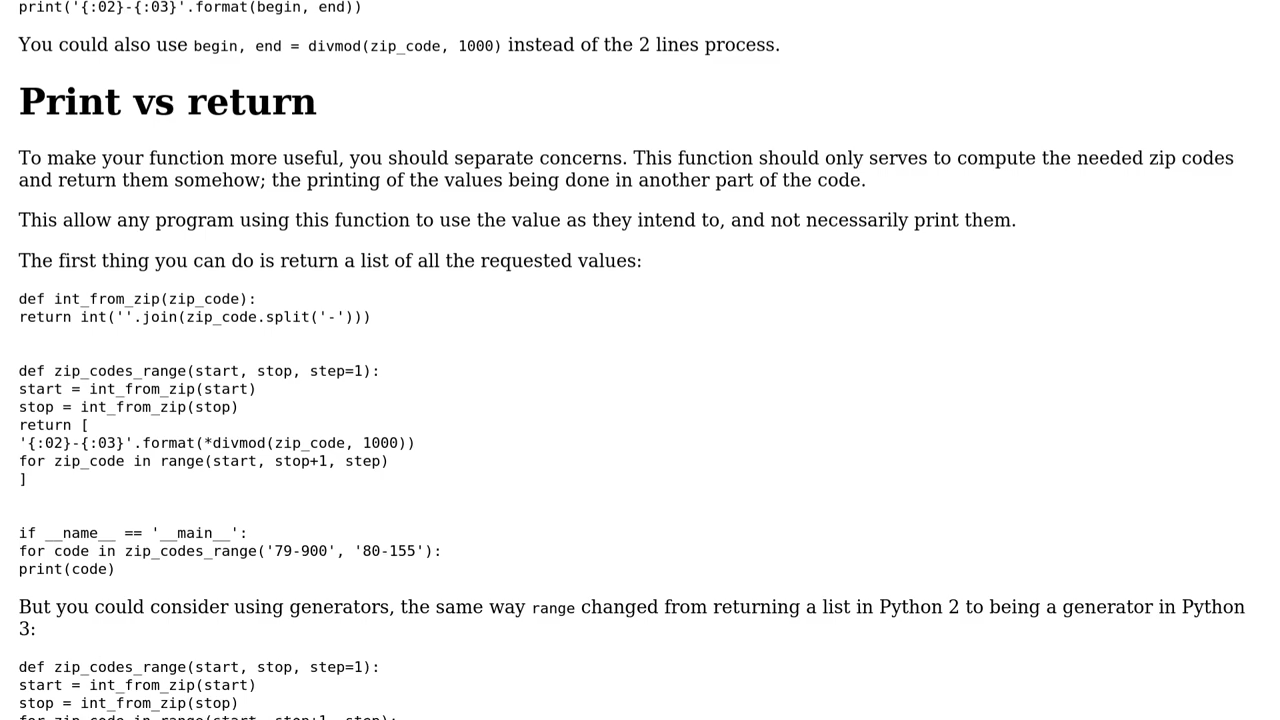 print('{:02}-{:03}'.format(begin, end))
You could also use begin, end = divmod(zip_code, 1000) instead of the 2 lines process.
Print vs return
To make your function more useful, you should separate concerns. This function should only serves to compute the needed zip codes
and return them somehow; the printing of the values being done in another part of the code.
This allow any program using this function to use the value as they intend to, and not necessarily print them.
The first thing you can do is return a list of all the requested values:
def int_from_zip(zip_code):
return int(''.join(zip_code.split('-')))
def zip_codes_range(start, stop, step=1):
start = int_from_zip(start)
stop = int_from_zip(stop)
return [
'{:02}-{:03}'.format(*divmod(zip_code, 1000))
for zip_code in range(start, stop+1, step)
]
if __name__ == '__main__':
for code in zip_codes_range('79-900', '80-155'):
print(code)
But you could consider using generators, the same way range changed from returning a list in Python 2 to being a generator in Python
3:
def zip_codes_range(start, stop, step=1):
start = int_from_zip(start)
stop = int_from_zip(stop)
for zip_code in range(start, stop+1, step):